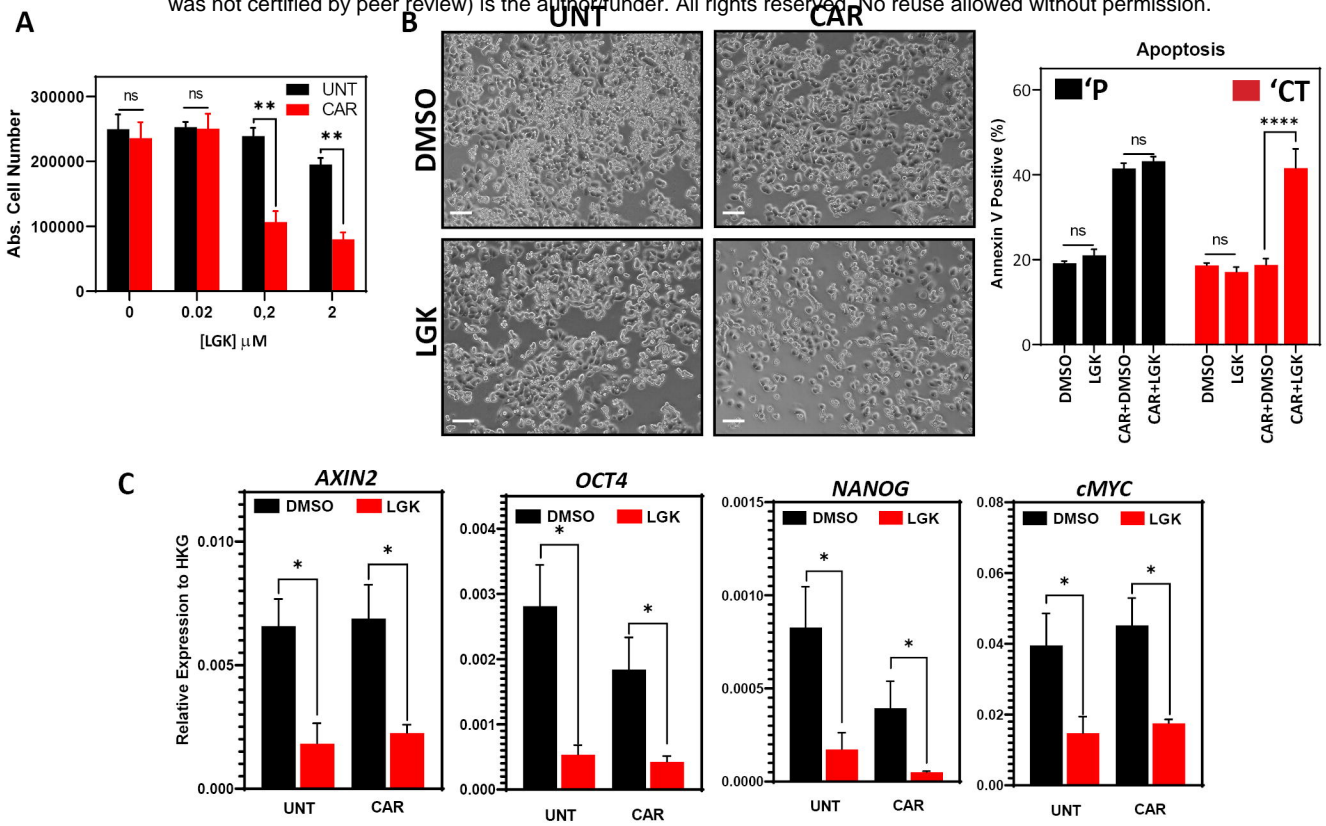 was not certified by peer review) is the author/funder. All rights reserved. No reuse allowed without permission.
A
Abs. Cell Number
300000
200000
100000
0
ns
ns
**
**
UNT
CAR
0
0.02
0,2
2
[LGK] μM
B
UNT
CAR
DMSO
LGK
Apoptosis
Annexin V Positive (%)
60
40
20
0
‘P
‘CT
ns
ns
ns
****
DMSO
LGK
CAR+DMSO
CAR+LGK
DMSO
LGK
CAR+DMSO
CAR+LGK
C
Relative Expression to HKG
AXIN2
DMSO
LGK
0.010
0.005
0.000
*
*
UNT
CAR
OCT4
DMSO
LGK
0.004
0.003
0.002
0.001
0.000
*
*
UNT
CAR
NANOG
DMSO
LGK
0.0015
0.0010
0.0005
0.0000
*
*
UNT
CAR
cMYC
DMSO
LGK
0.08
0.06
0.04
0.02
0.00
*
*
UNT
CAR